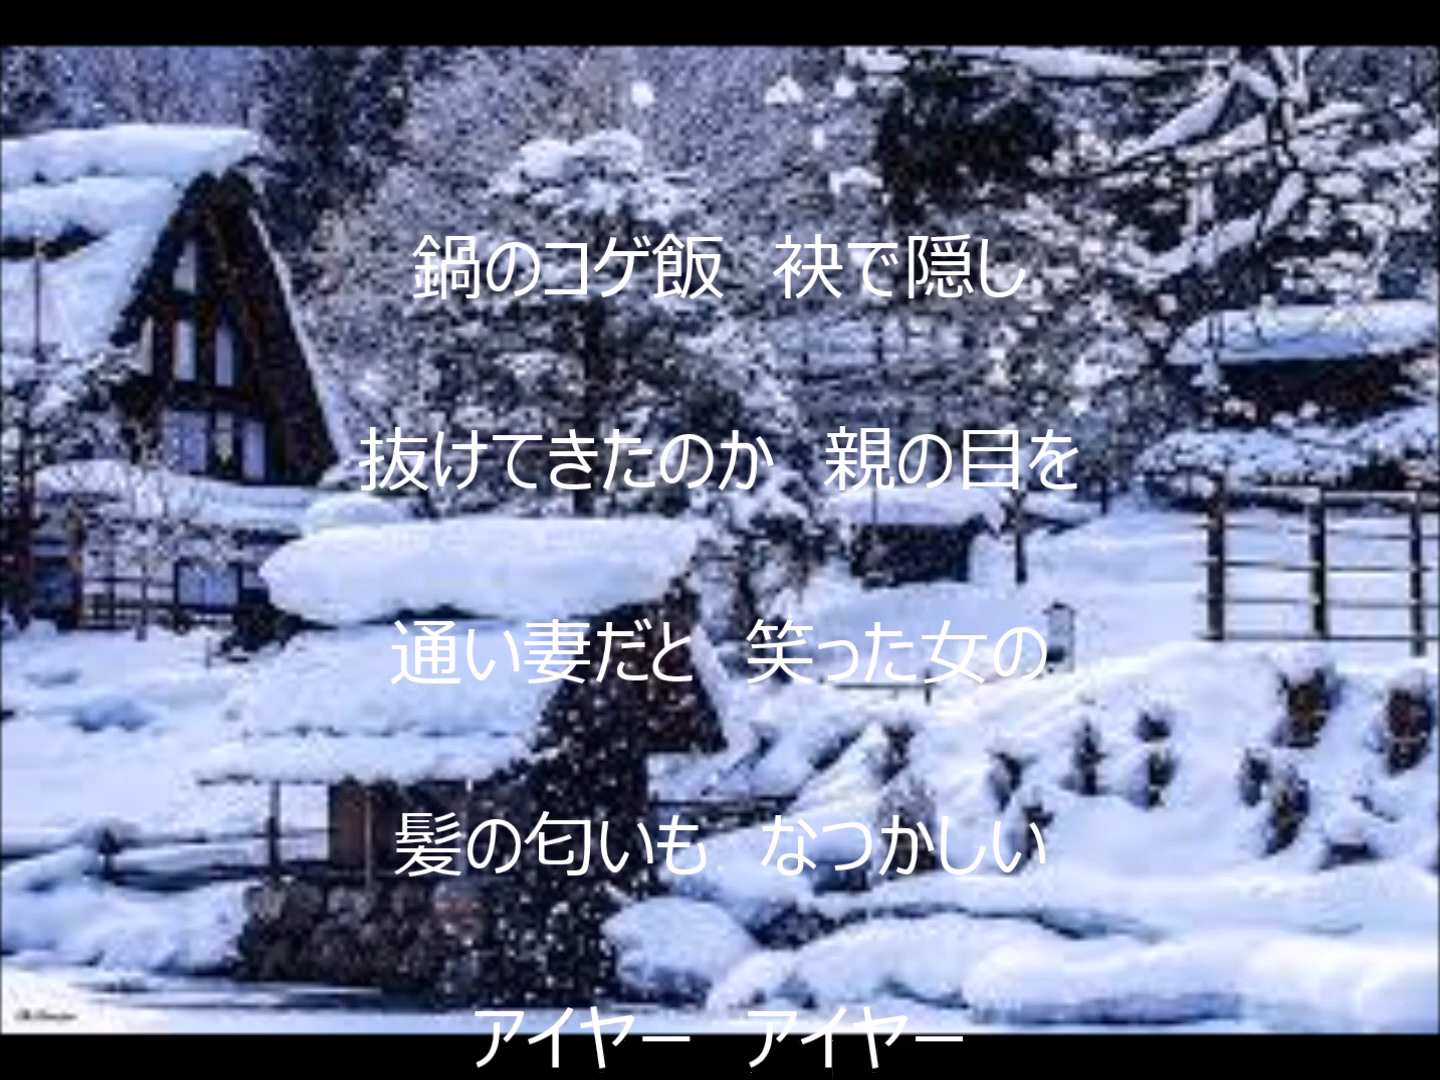 鍋のコゲ飯　袂で隠し
抜けてきたのか　親の目を
通い妻だと　笑った女の
髪の匂いも　なつかしい
アイヤー　アイヤー